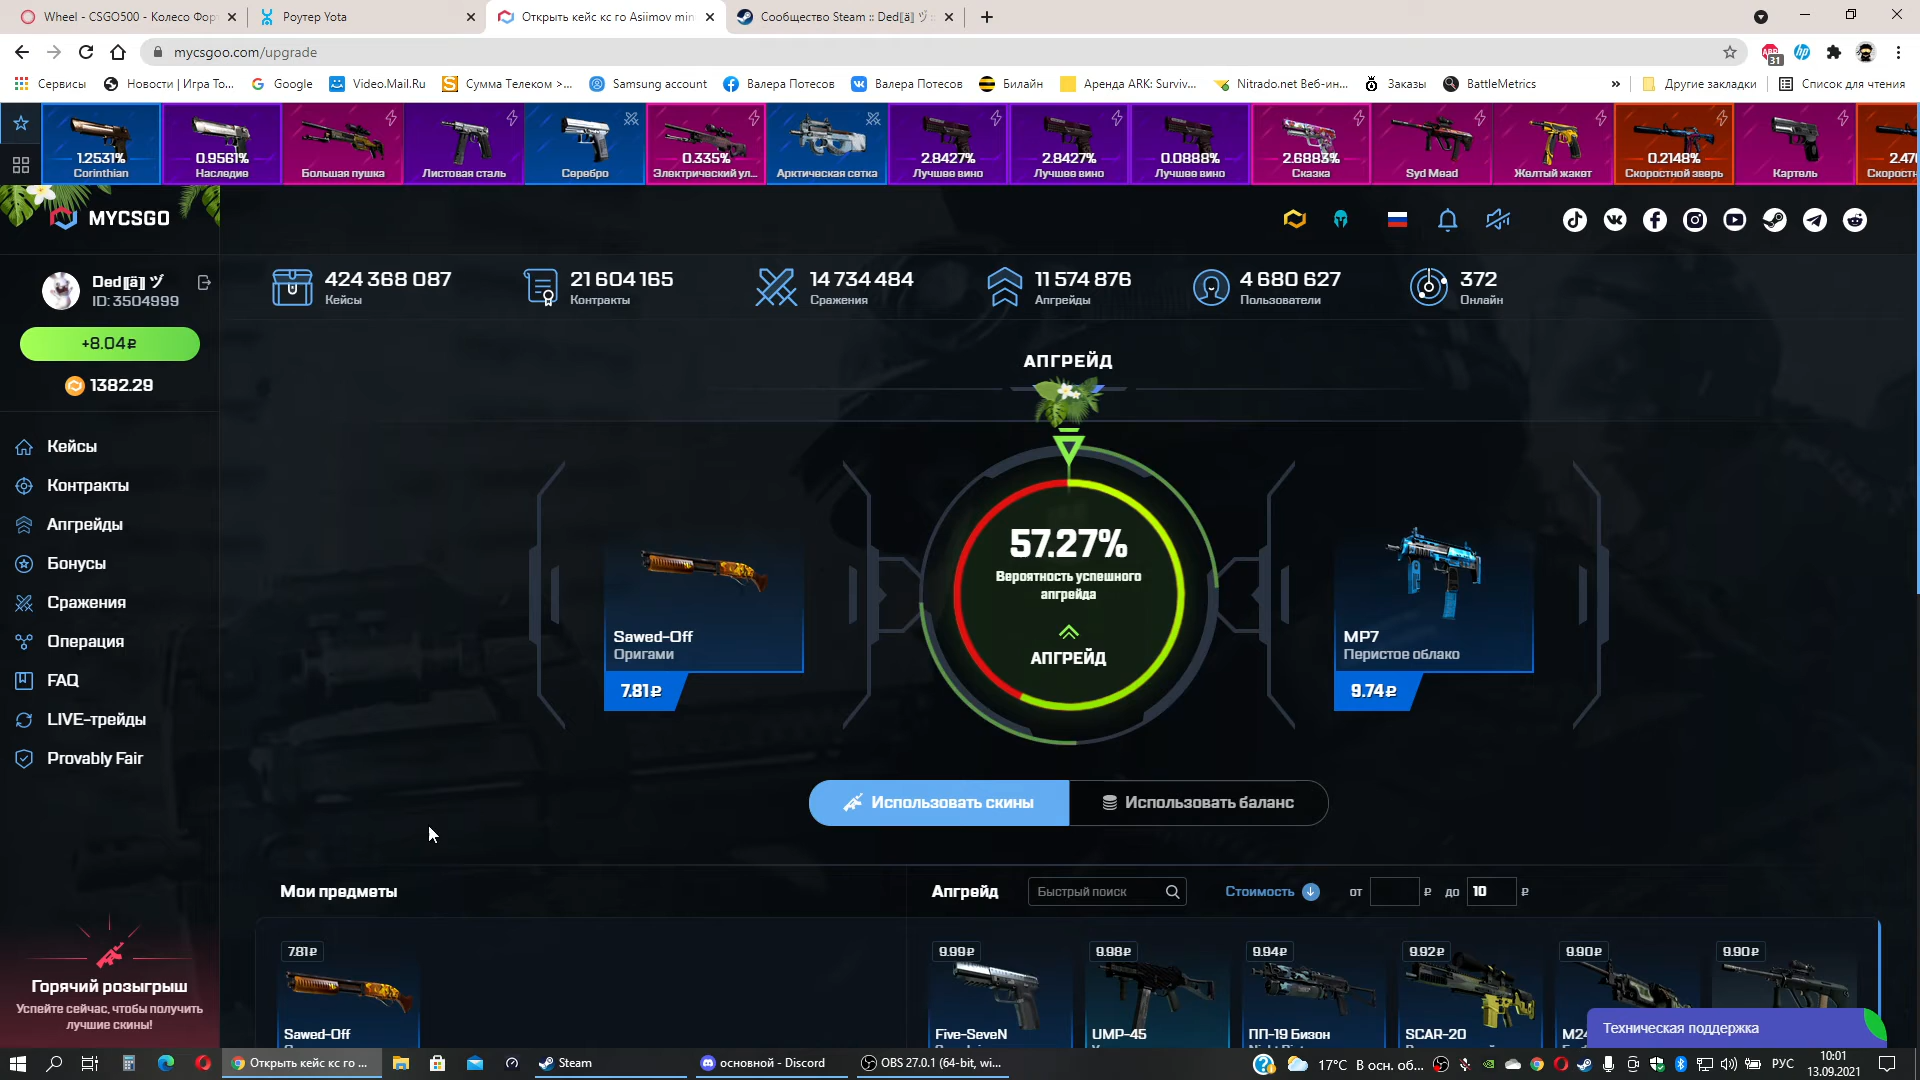 Wheel - CSGO500 - Колесо Фор
Роутер Yota
Открыть кейс кс го Asiimov min
Сообщество Steam :: Ded⟦ä⟧ ヅ
mycsgoo.com/upgrade
31
Сервисы
Новости | Игра То...
Google
Video.Mail.Ru
Сумма Телеком >...
Samsung account
Валера Потесов
Валера Потесов
Билайн
Аренда ARK: Surviv...
Nitrado.net Веб-ин...
Заказы
BattleMetrics
»
Другие закладки
Список для чтения
1.2531%
Corinthian
0.9561%
Наследие
Большая пушка
Листовая сталь
Серебро
0.335%
Электрический ул...
Арктическая сетка
2.8427%
Лучшее вино
2.8427%
Лучшее вино
0.0888%
Лучшее вино
2.6883%
Сказка
Syd Mead
Желтый жакет
0.2148%
Скоростной зверь
Картель
2.47
Скорост
MYCSGO
Ded⟦ä⟧ ヅ
ID: 3504999
+8.04₽
1382.29
424 368 087
Кейсы
21 604 165
Контракты
14 734 484
Сражения
11 574 876
Апгрейды
4 680 627
Пользователи
372
Онлайн
Кейсы
Контракты
Апгрейды
Бонусы
Сражения
Операция
FAQ
LIVE-трейды
Provably Fair
Горячий розыгрыш
Успейте сейчас, чтобы получить
лучшие скины!
АПГРЕЙД
Sawed-Off
Оригами
7.81₽
57.27%
Вероятность успешного
апгрейда
АПГРЕЙД
MP7
Перистое облако
9.74₽
Использовать скины
Использовать баланс
Мои предметы
Апгрейд
Быстрый поиск
Стоимость
от
₽
до
10
₽
7.81₽
Sawed-Off
9.99₽
Five-SeveN
9.98₽
UMP-45
9.94₽
ПП-19 Бизон
9.92₽
SCAR-20
9.90₽
M24
9.90₽
Техническая поддержка
Открыть кейс кс го ...
Steam
основной - Discord
OBS 27.0.1 (64-bit, wi...
17°C В осн. об...
РУС
10:01
13.09.2021